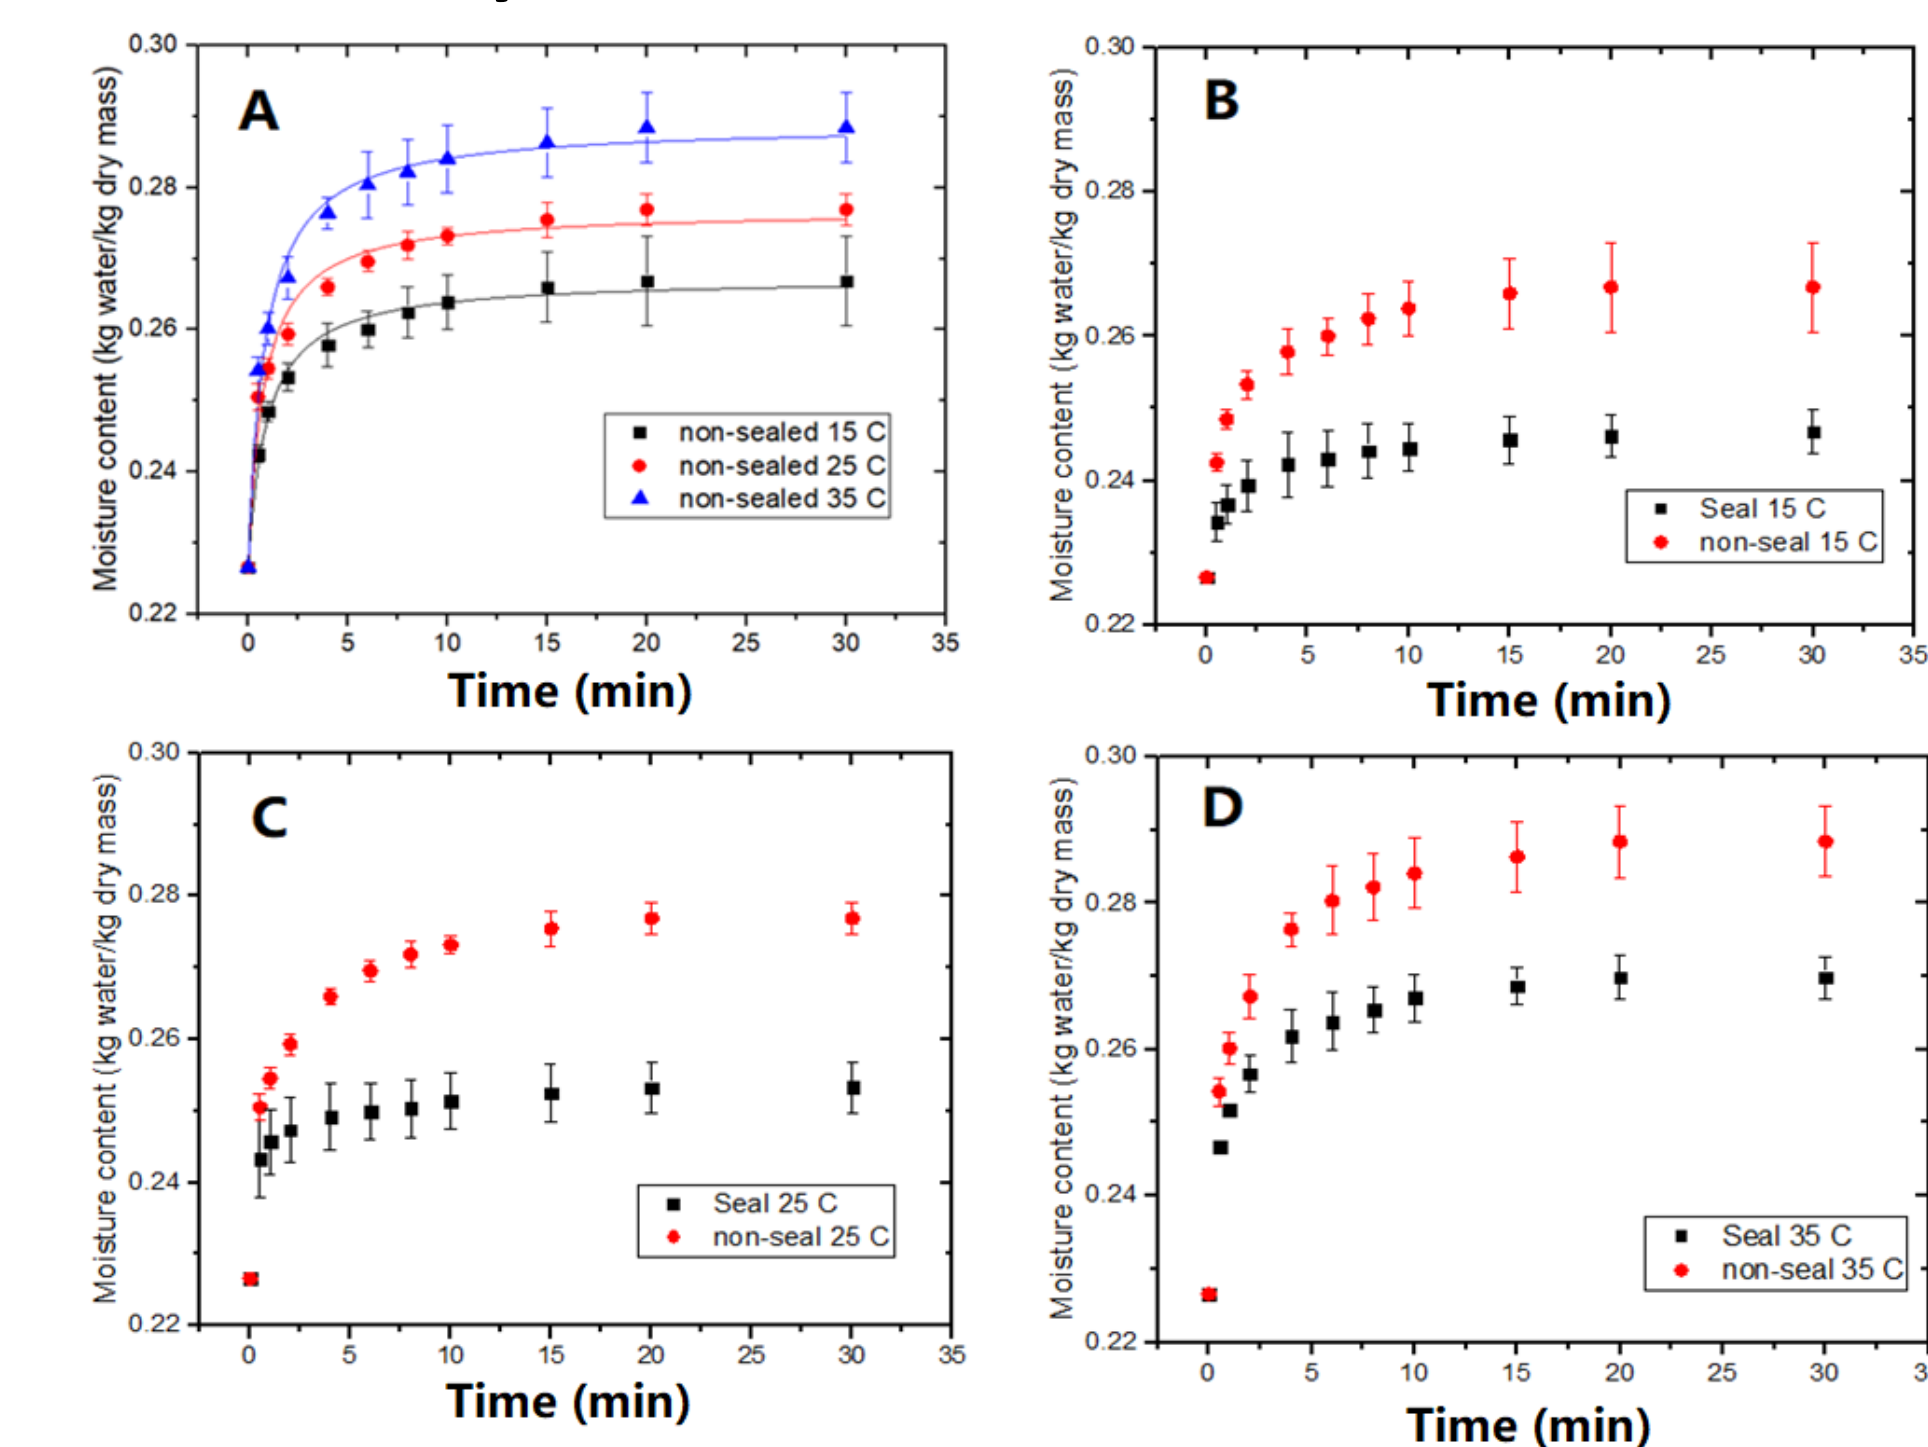 A
Moisture content (kg water/kg dry mass)
0.30
0.28
0.26
0.24
0.22
non-sealed 15 C
non-sealed 25 C
non-sealed 35 C
0 5 10 15 20 25 30 35
Time (min)
B
Moisture content (kg water/kg dry mass)
0.30
0.28
0.26
0.24
0.22
Seal 15 C
non-seal 15 C
0 5 10 15 20 25 30 35
Time (min)
C
Moisture content (kg water/kg dry mass)
0.30
0.28
0.26
0.24
0.22
Seal 25 C
non-seal 25 C
0 5 10 15 20 25 30 35
Time (min)
D
Moisture content (kg water/kg dry mass)
0.30
0.28
0.26
0.24
0.22
Seal 35 C
non-seal 35 C
0 5 10 15 20 25 30 3
Time (min)